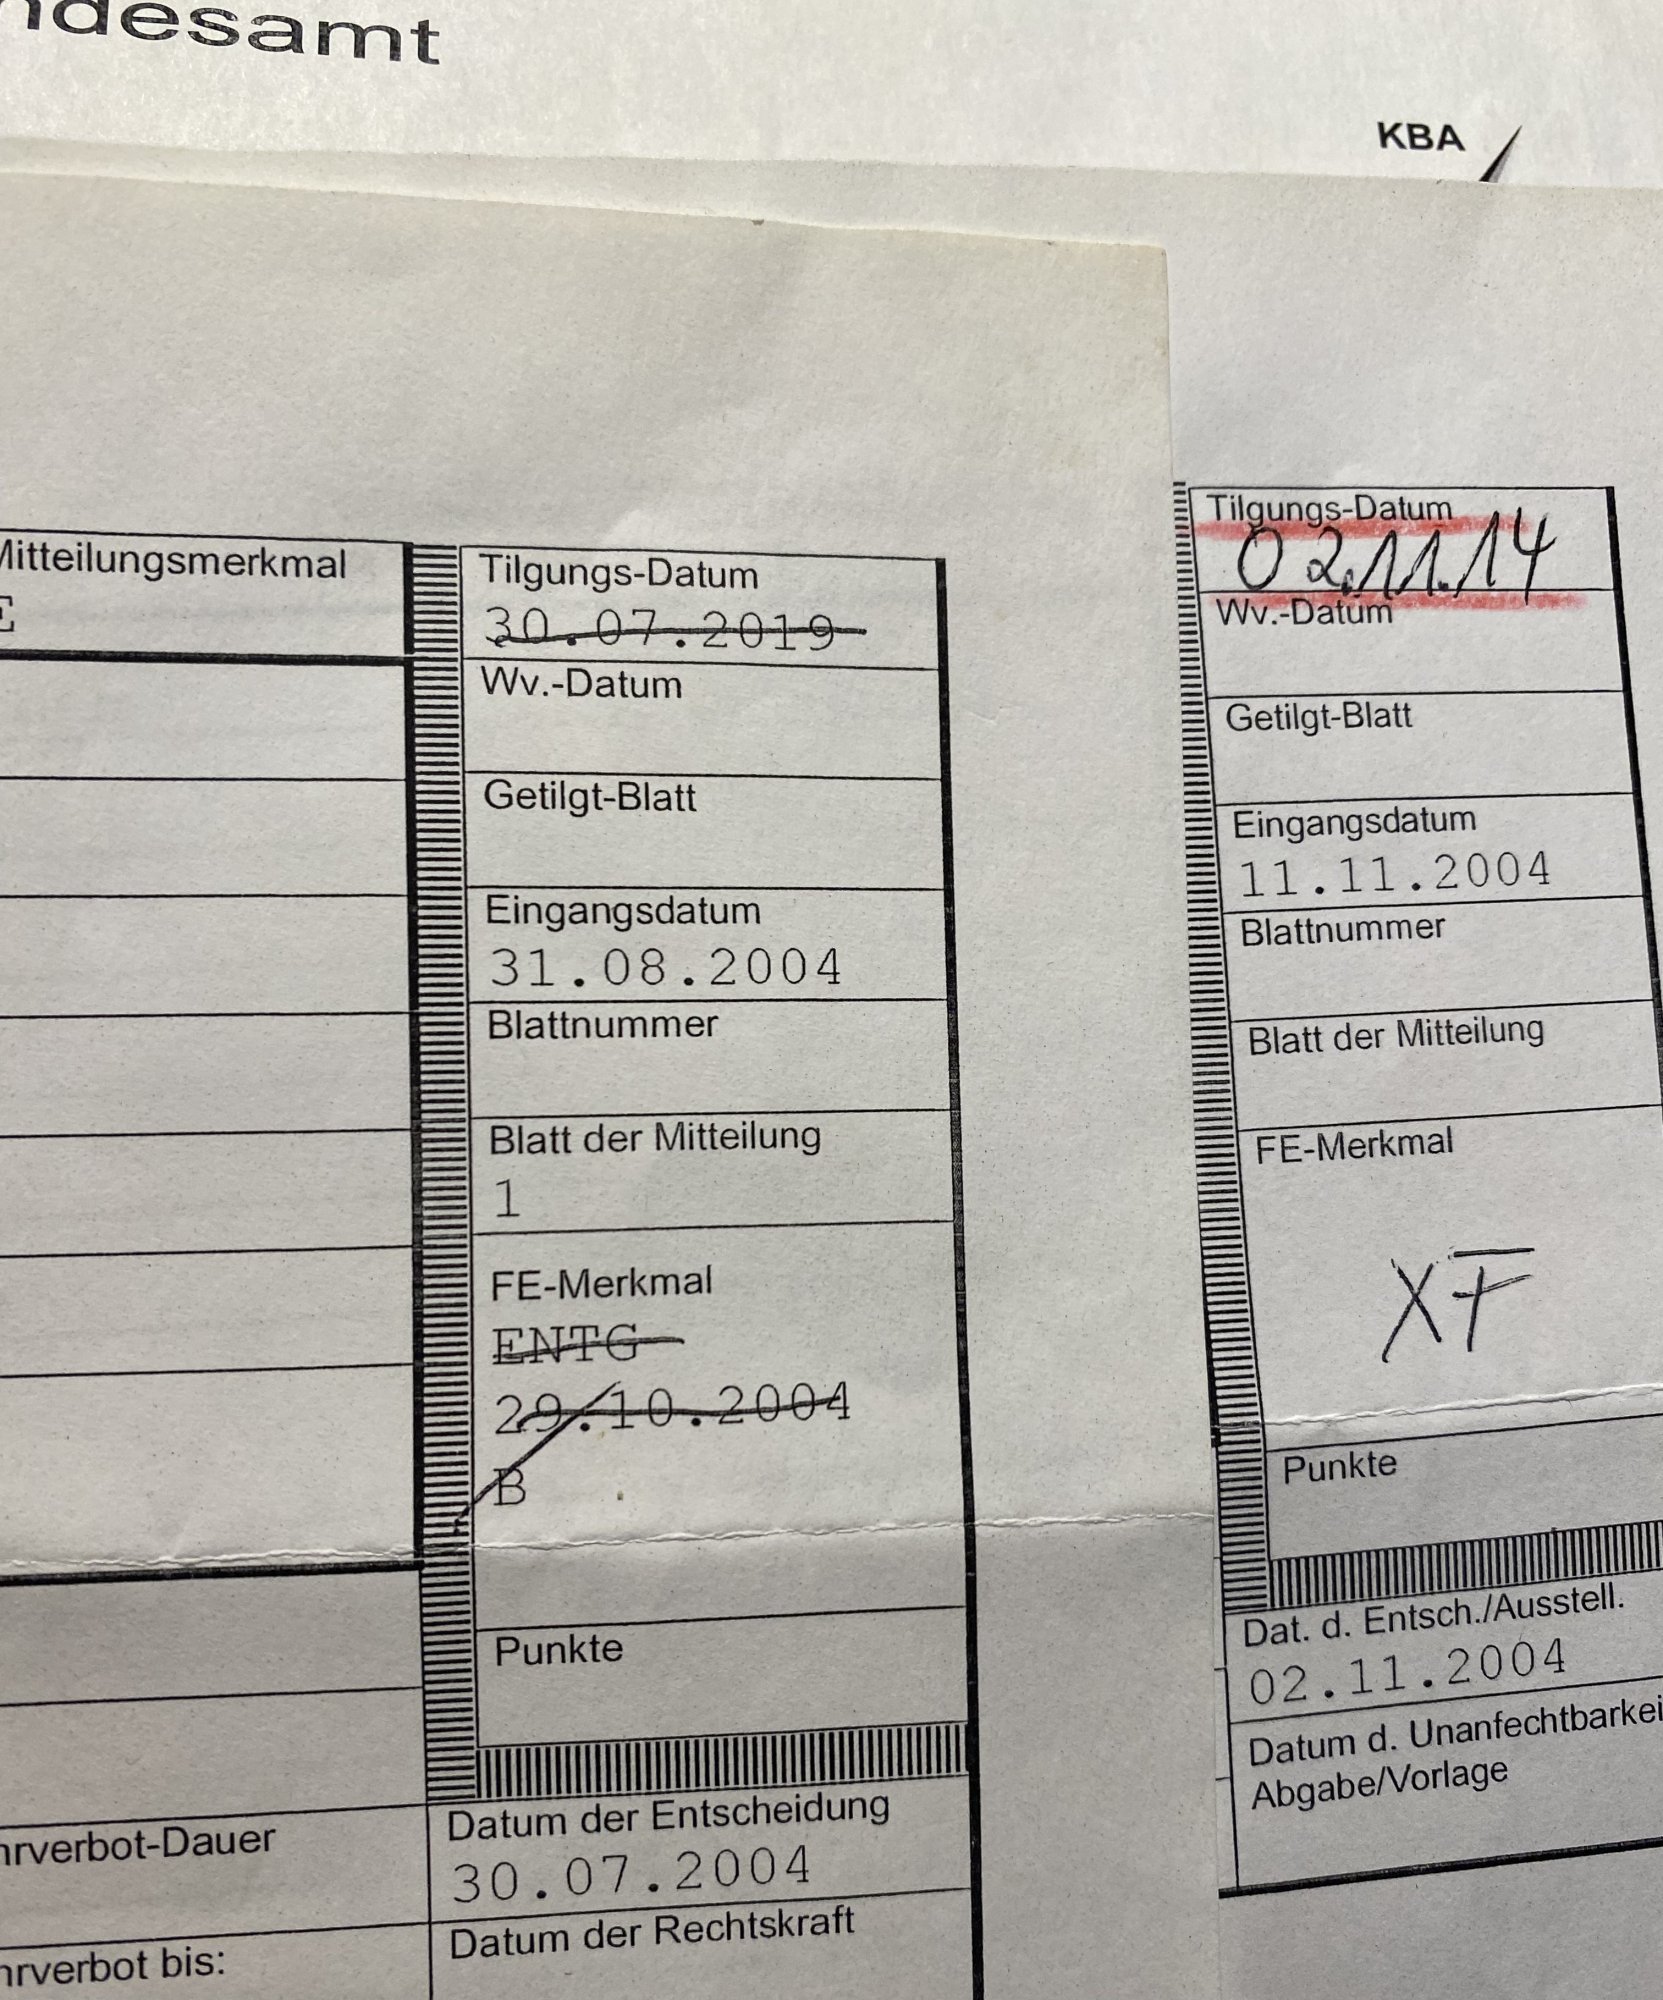 ndesamt
KBA
Mitteilungsmerkmal
E
hrverbot-Dauer
hrverbot bis:
Tilgungs-Datum
30.07.2019
Wv.-Datum
Getilgt-Blatt
Eingangsdatum
31.08.2004
Blattnummer
Blatt der Mitteilung
1
FE-Merkmal
ENTG
29.10.2004
B
Punkte
Datum der Entscheidung
30.07.2004
Datum der Rechtskraft
Tilgungs-Datum
02.11.14
Wv.-Datum
Getilgt-Blatt
Eingangsdatum
11.11.2004
Blattnummer
Blatt der Mitteilung
FE-Merkmal
XF
Punkte
Dat. d. Entsch./Ausstell.
02.11.2004
Datum d. Unanfechtbarkei
Abgabe/Vorlage